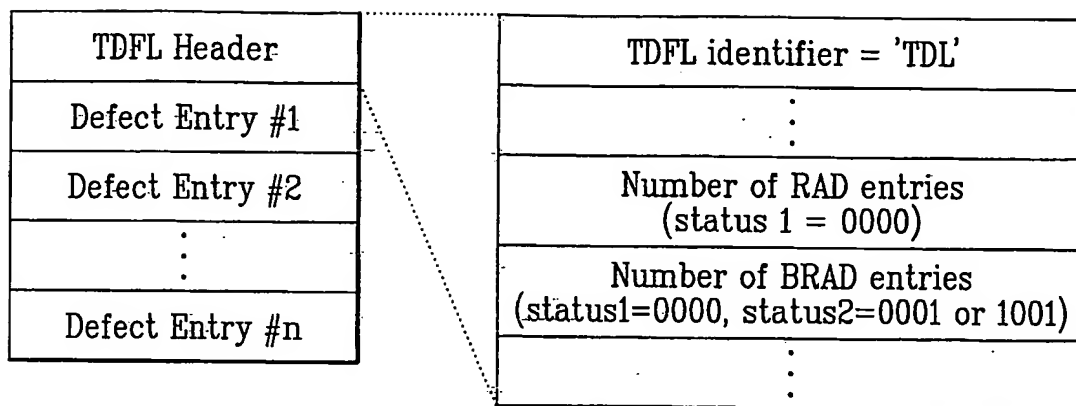 TDFL Header
Defect Entry #1
Defect Entry #2
Defect Entry #n
TDFL identifier = 'TDL'
Number of RAD entries
(status 1 = 0000)
Number of BRAD entries
(status1=0000, status2=0001 or 1001)